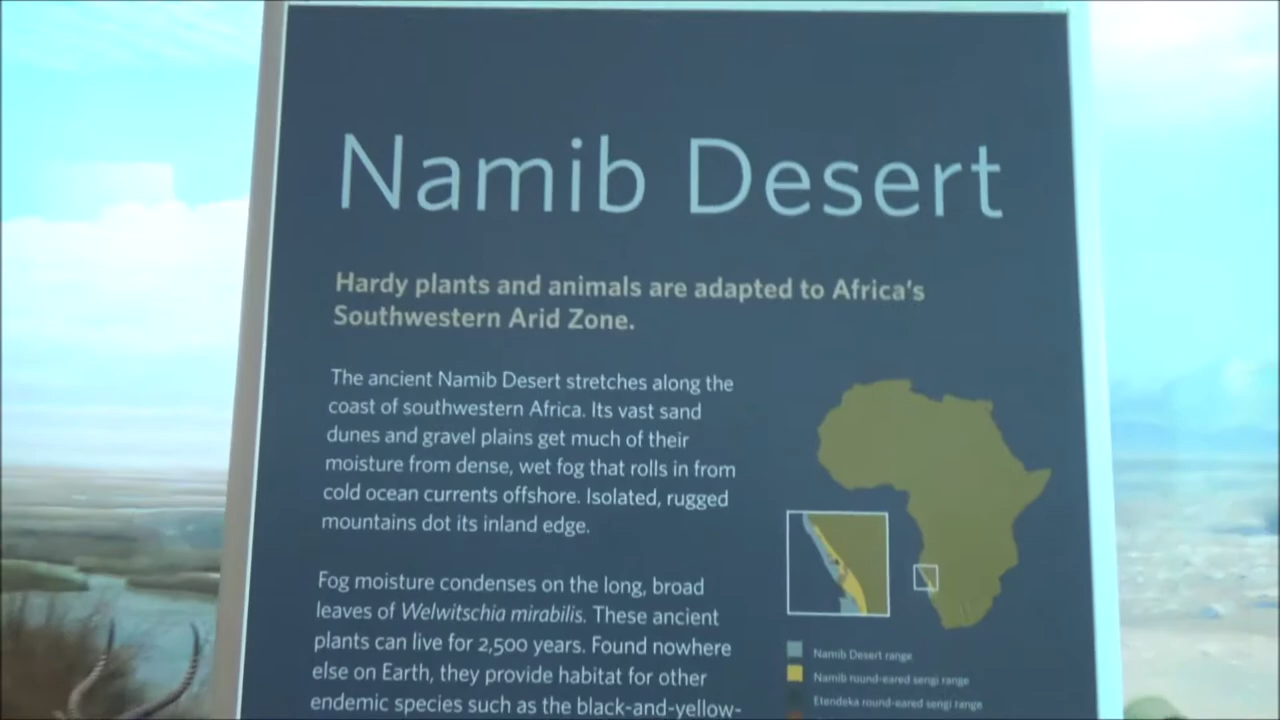 Namib Desert
Hardy plants and animals are adapted to Africa's
Southwestern Arid Zone.
The ancient Namib Desert stretches along the
coast of southwestern Africa. Its vast sand
dunes and gravel plains get much of their
moisture from dense, wet fog that rolls in from
cold ocean currents offshore. Isolated, rugged
mountains dot its inland edge.
Fog moisture condenses on the long, broad
leaves of Welwitschia mirabilis. These ancient
plants can live for 2,500 years. Found nowhere
else on Earth, they provide habitat for other
endemic species such as the black-and-yellow-
Namib Desert range
Namib round-eared sengi range
Etendeka round-eared sengi range